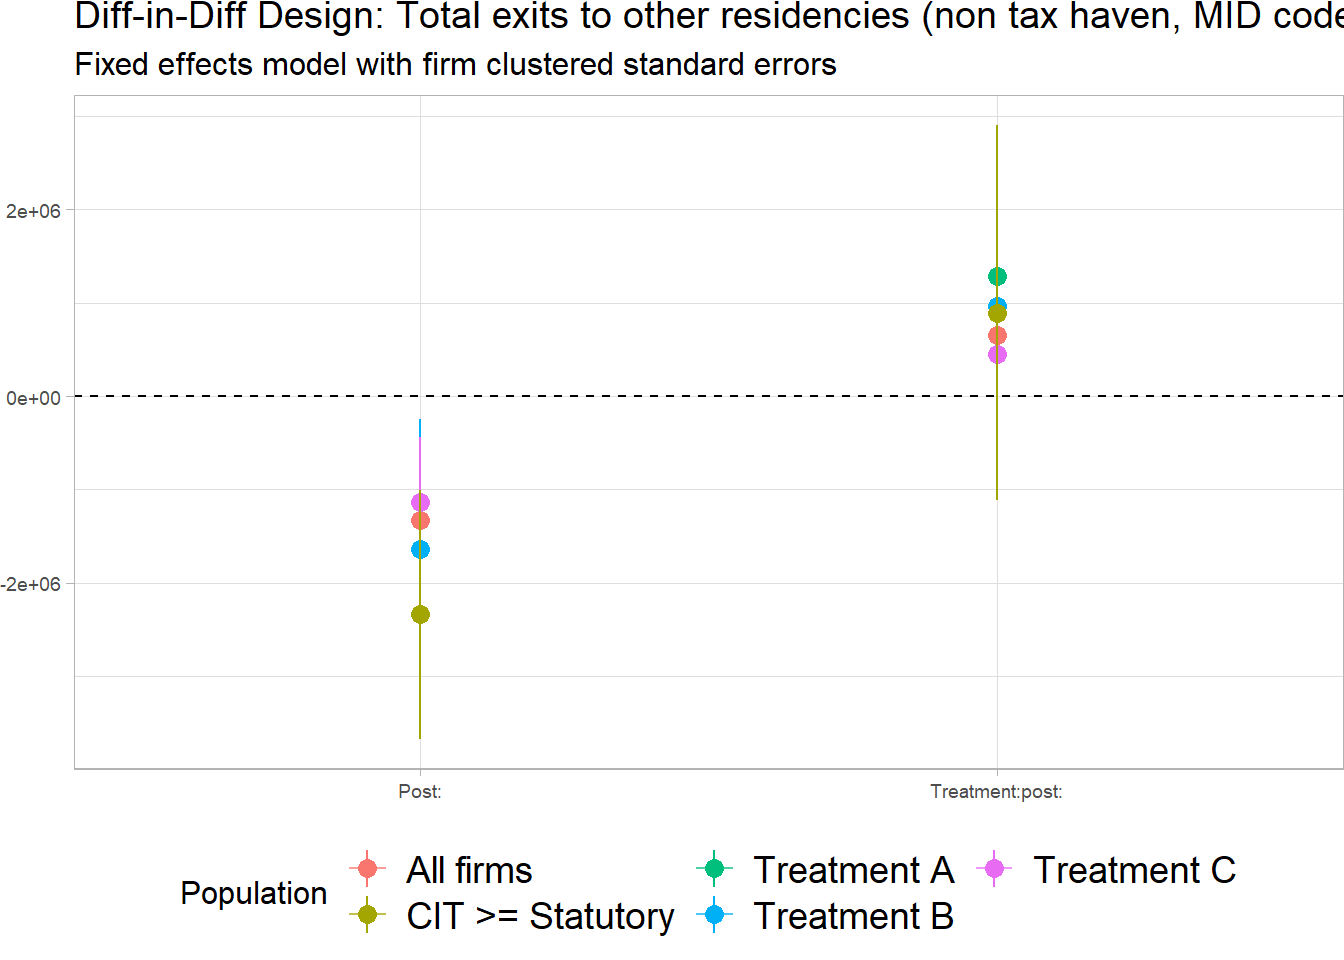 Diff-in-Diff Design: Total exits to other residencies (non tax haven, MID code
Fixed effects model with firm clustered standard errors
2e+06
0e+00
-2e+06
Post:
Treatment:post:
Population
All firms
Treatment A
Treatment C
CIT >= Statutory
Treatment B